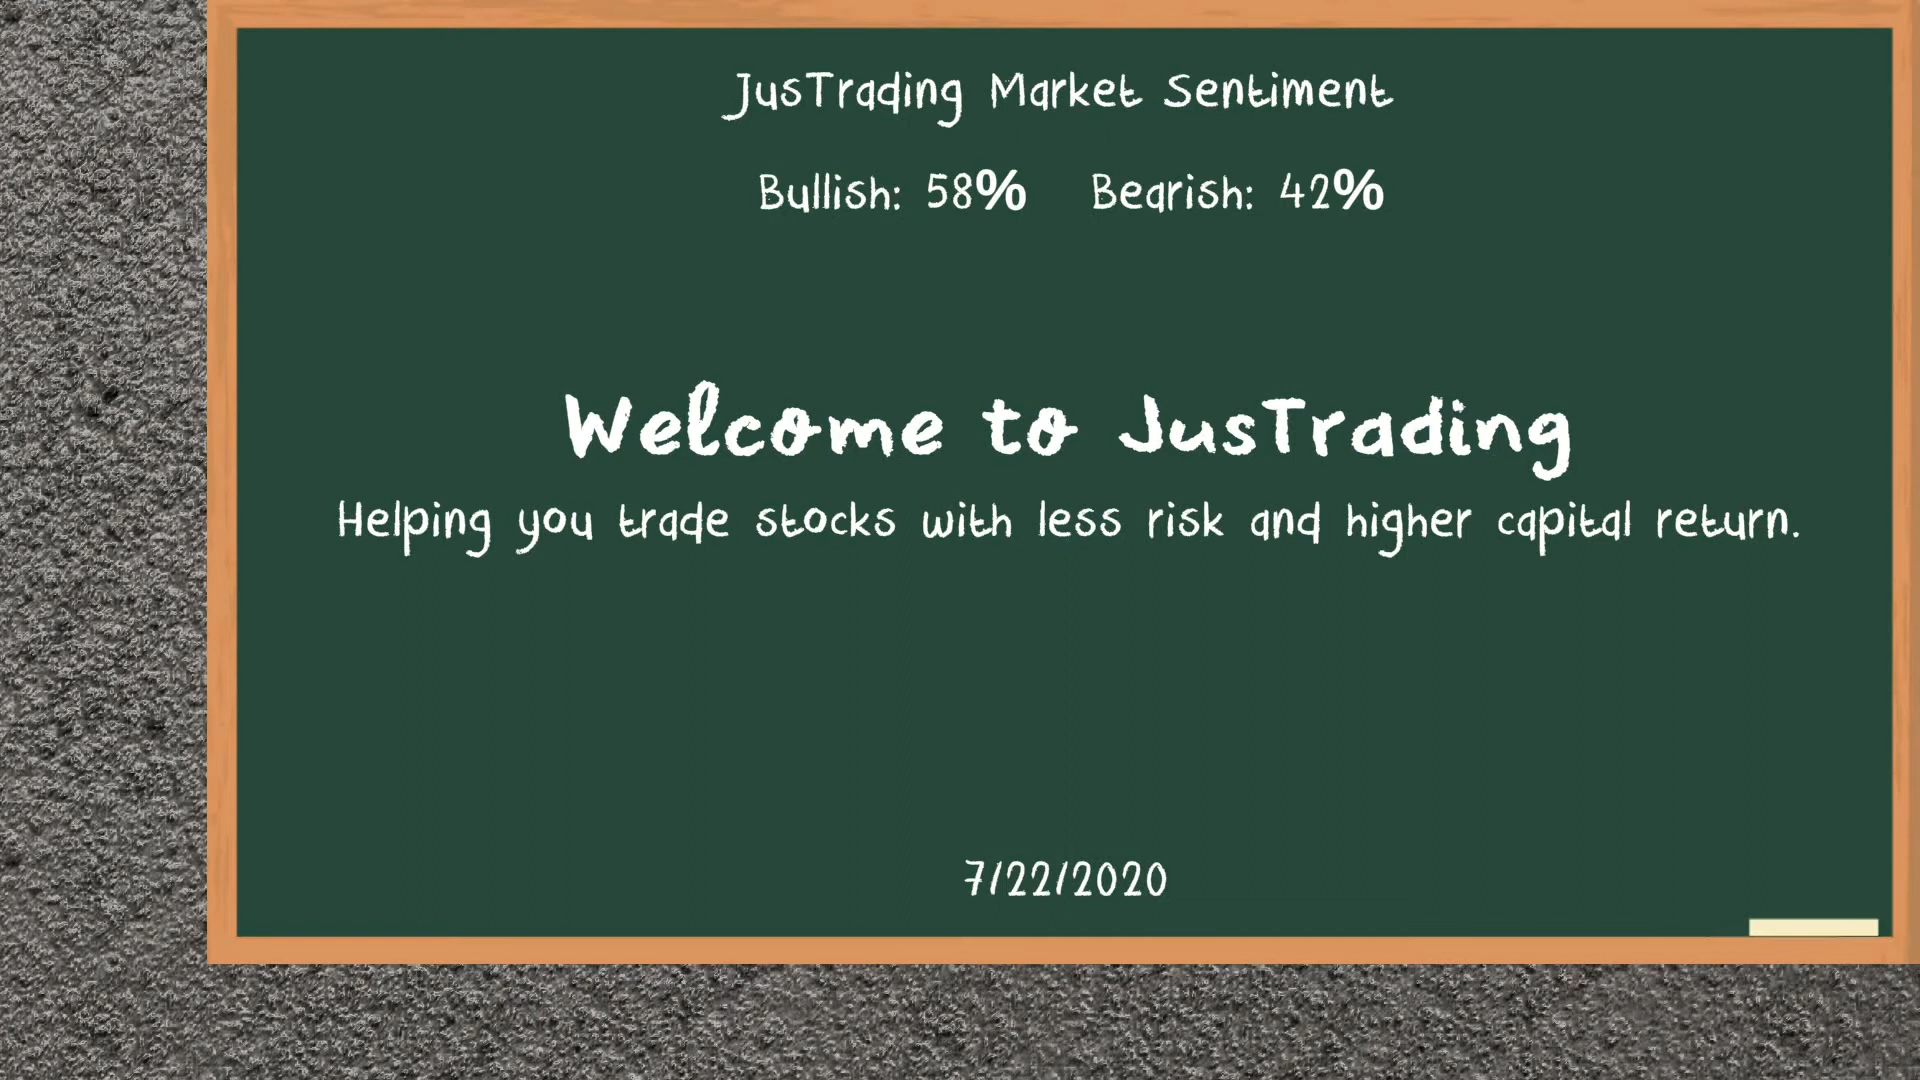 JusTrading Market Sentiment
Bullish: 58% Bearish: 42%
Welcome to JusTrading
Helping you trade stocks with less risk and higher capital return.
7/22/2020